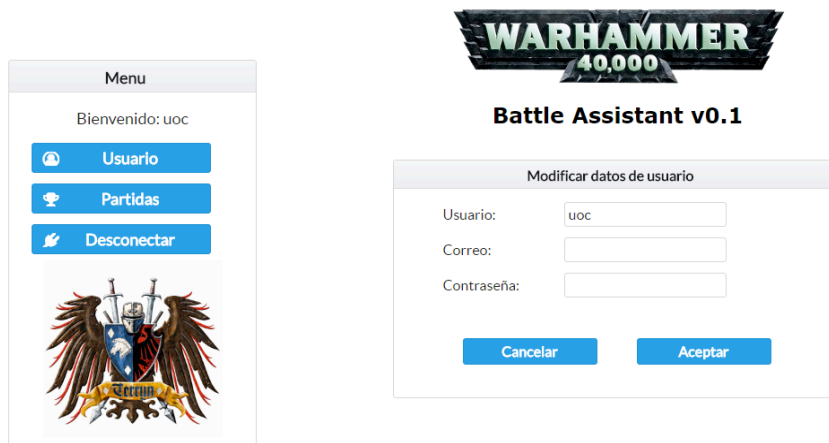 WARHAMMER
40,000
Battle Assistant v0.1
Menu
Bienvenido: uoc
Usuario
Partidas
Desconectar
Terryn
Modificar datos de usuario
Usuario: uoc
Correo:
Contraseña:
Cancelar Aceptar